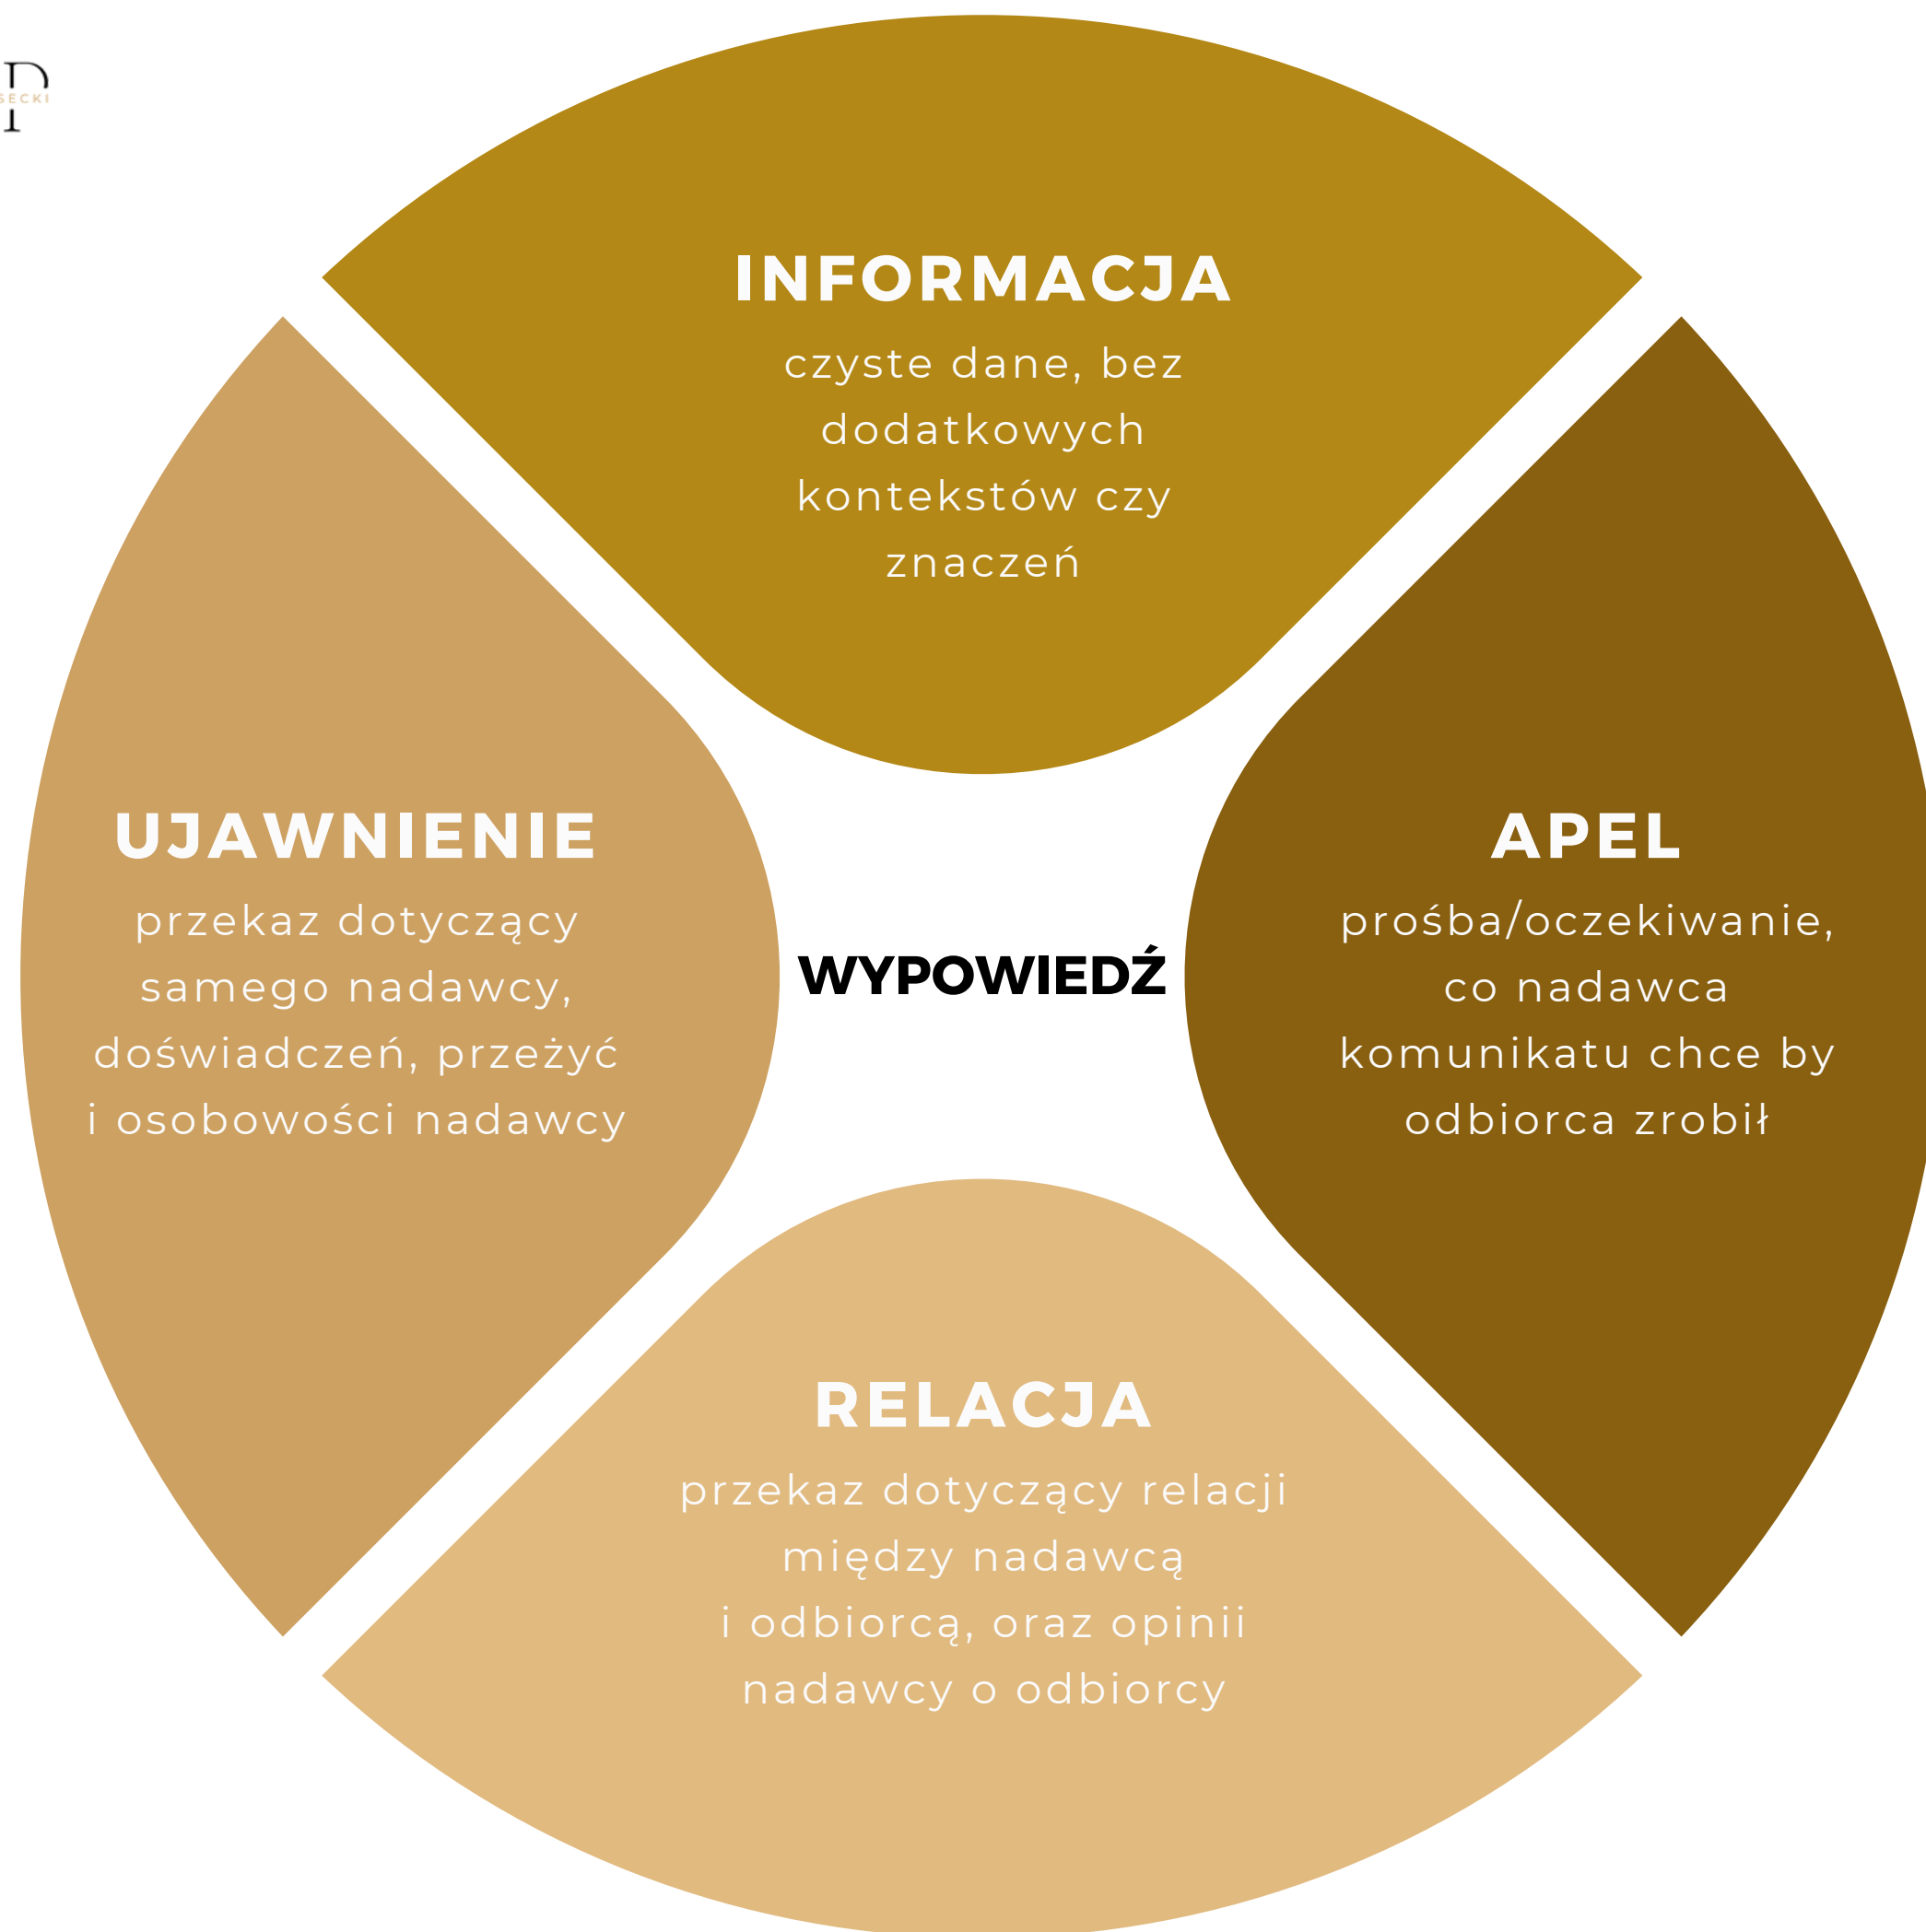 P
SECKI
INFORMACJA
czyste dane, bez
dodatkowych
kontekstów czy
znaczeń
UJAWNIENIE
przekaz dotyczący
samego nadawcy,
doświadczeń, przeżyć
i osobowości nadawcy
WYPOWIEDŹ
APEL
prośba/oczekiwanie,
co nadawca
komunikatu chce by
odbiorca zrobił
RELACJA
przekaz dotyczący relacji
między nadawcą
i odbiorcą, oraz opinii
nadawcy o odbiorcy